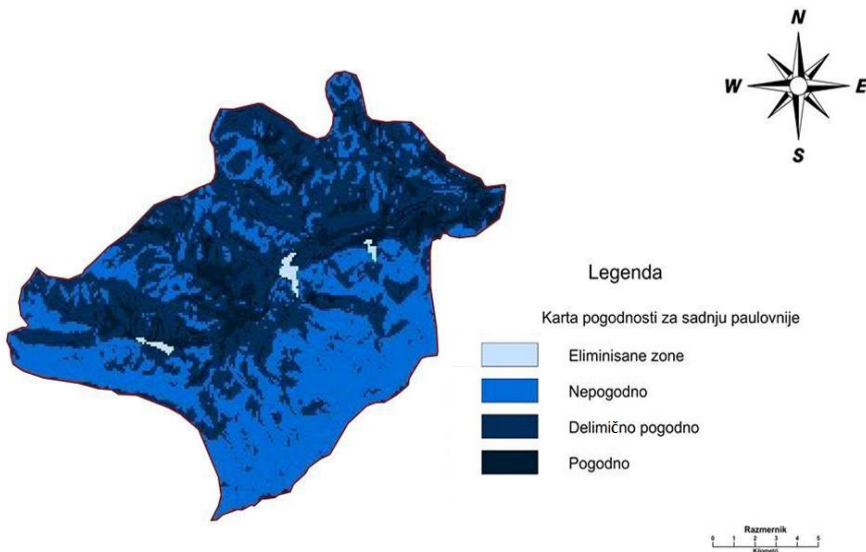 N
W E
S
Legenda
Karta pogodnosti za sadnju paulovnije
Eliminisane zone
Nepogodno
Delimično pogodno
Pogodno
Razmernik
0 1 2 3 4 5